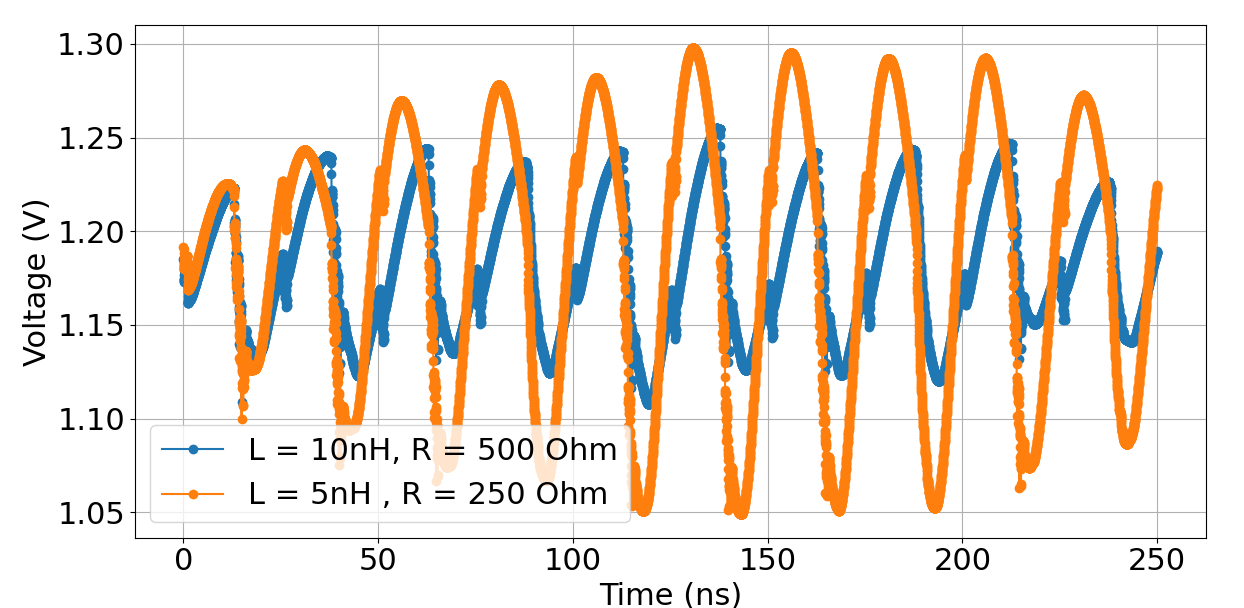 1.30
1.25
1.20
1.15
1.10
1.05
Voltage (V)
L = 10nH, R = 500 Ohm
L = 5nH , R = 250 Ohm
0 50 100 150 200 250
Time (ns)